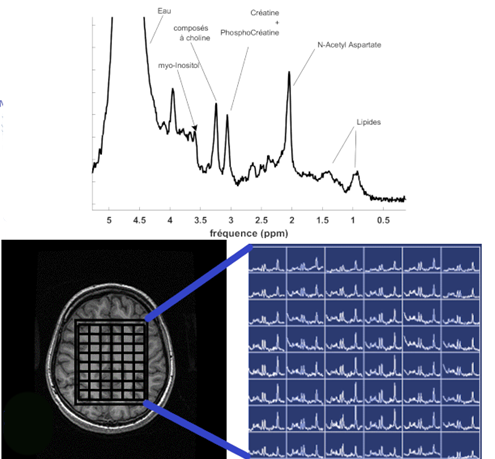 Eau
Créatine
+
PhosphoCréatine
composés
à choline
N-Acetyl Aspartate
myo-Inositol
Lipides
5 4.5 4 3.5 3 2.5 2 1.5 1 0.5
fréquence (ppm)